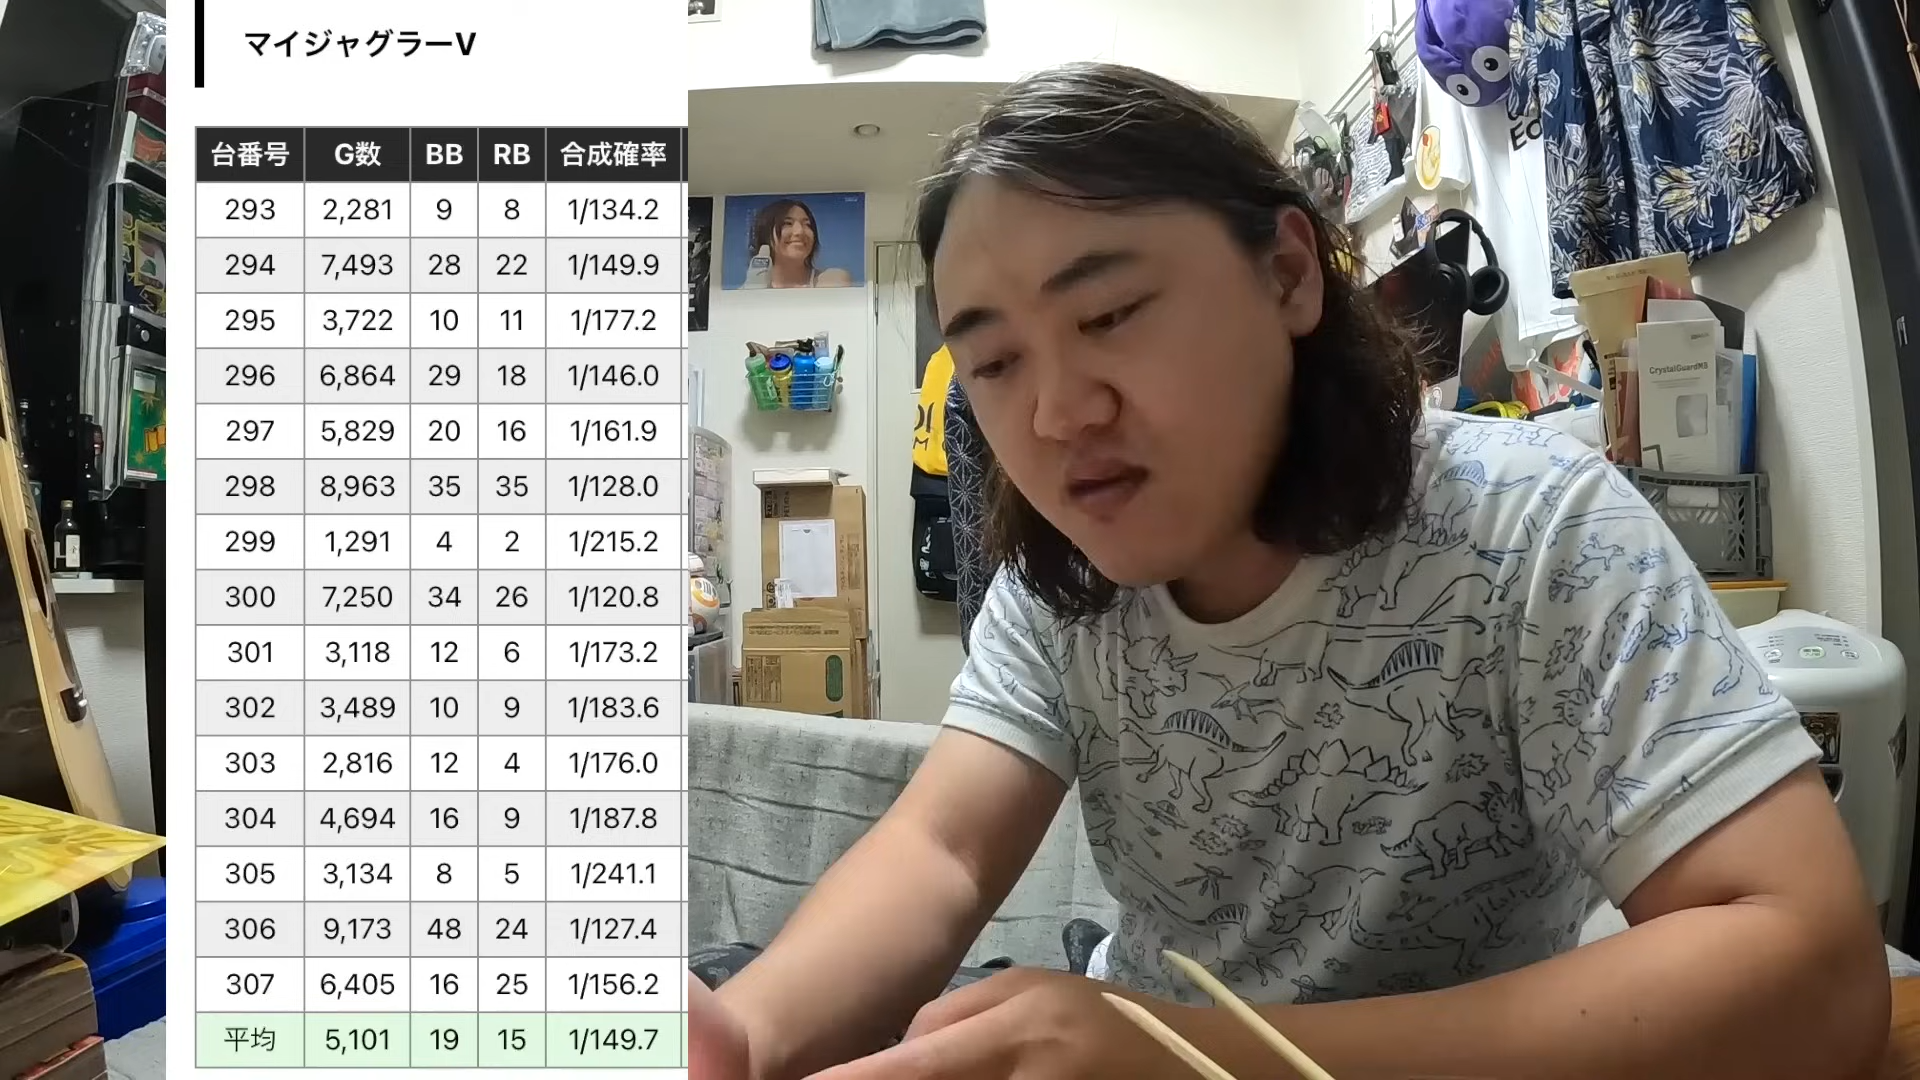 マイジャグラーV
台番号 G数 BB RB 合成確率
293 2,281 9 8 1/134.2
294 7,493 28 22 1/149.9
295 3,722 10 11 1/177.2
296 6,864 29 18 1/146.0
297 5,829 20 16 1/161.9
298 8,963 35 35 1/128.0
299 1,291 4 2 1/215.2
300 7,250 34 26 1/120.8
301 3,118 12 6 1/173.2
302 3,489 10 9 1/183.6
303 2,816 12 4 1/176.0
304 4,694 16 9 1/187.8
305 3,134 8 5 1/241.1
306 9,173 48 24 1/127.4
307 6,405 16 25 1/156.2
平均 5,101 19 15 1/149.7
CrystalGuardMB